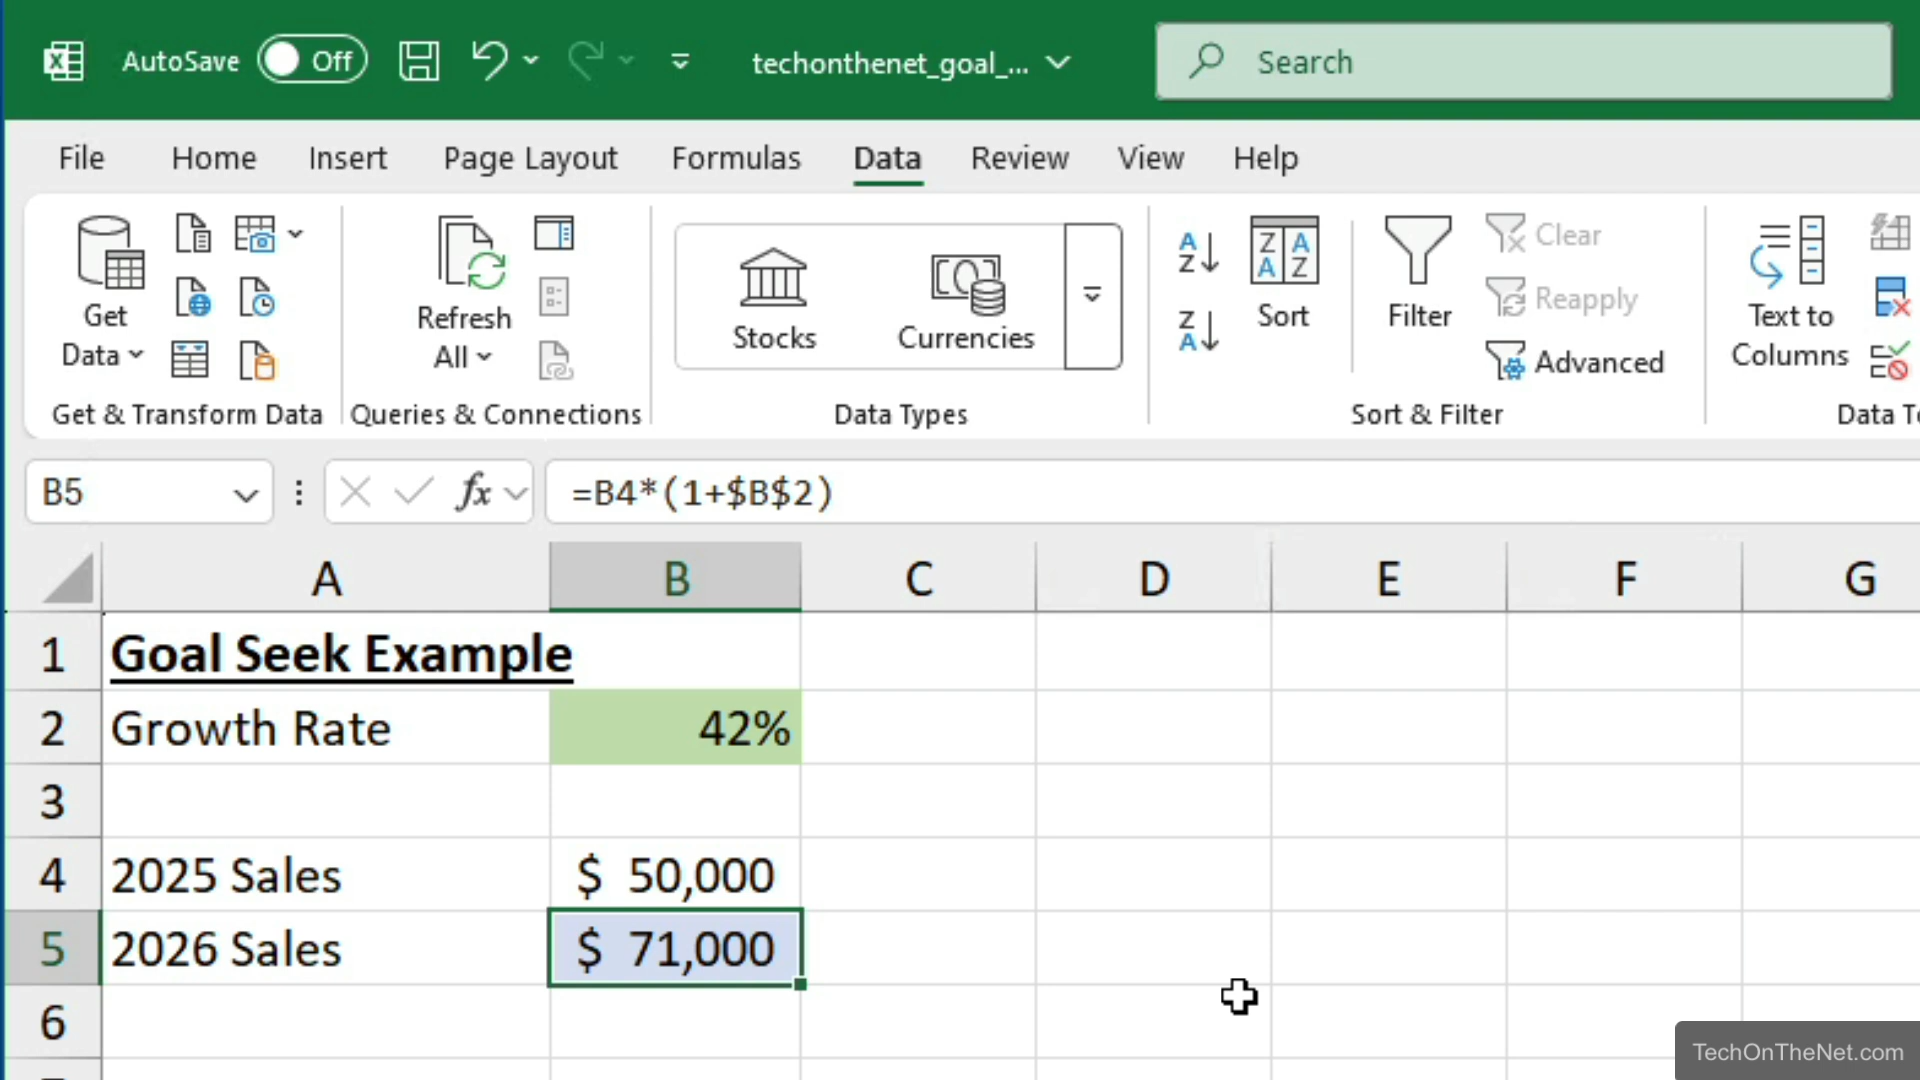 AutoSave Off techonthenet_goal_... Search
File Home Insert Page Layout Formulas Data Review View Help
Get Data
Refresh All
Stocks
Currencies
Sort
Filter
Clear
Reapply
Advanced
Text to Columns
Get & Transform Data Queries & Connections Data Types Sort & Filter Data To
B5 fx =B4*(1+$B$2)
A B C D E F G
1 Goal Seek Example
2 Growth Rate 42%
3
4 2025 Sales $ 50,000
5 2026 Sales $ 71,000
6
TechOnTheNet.com